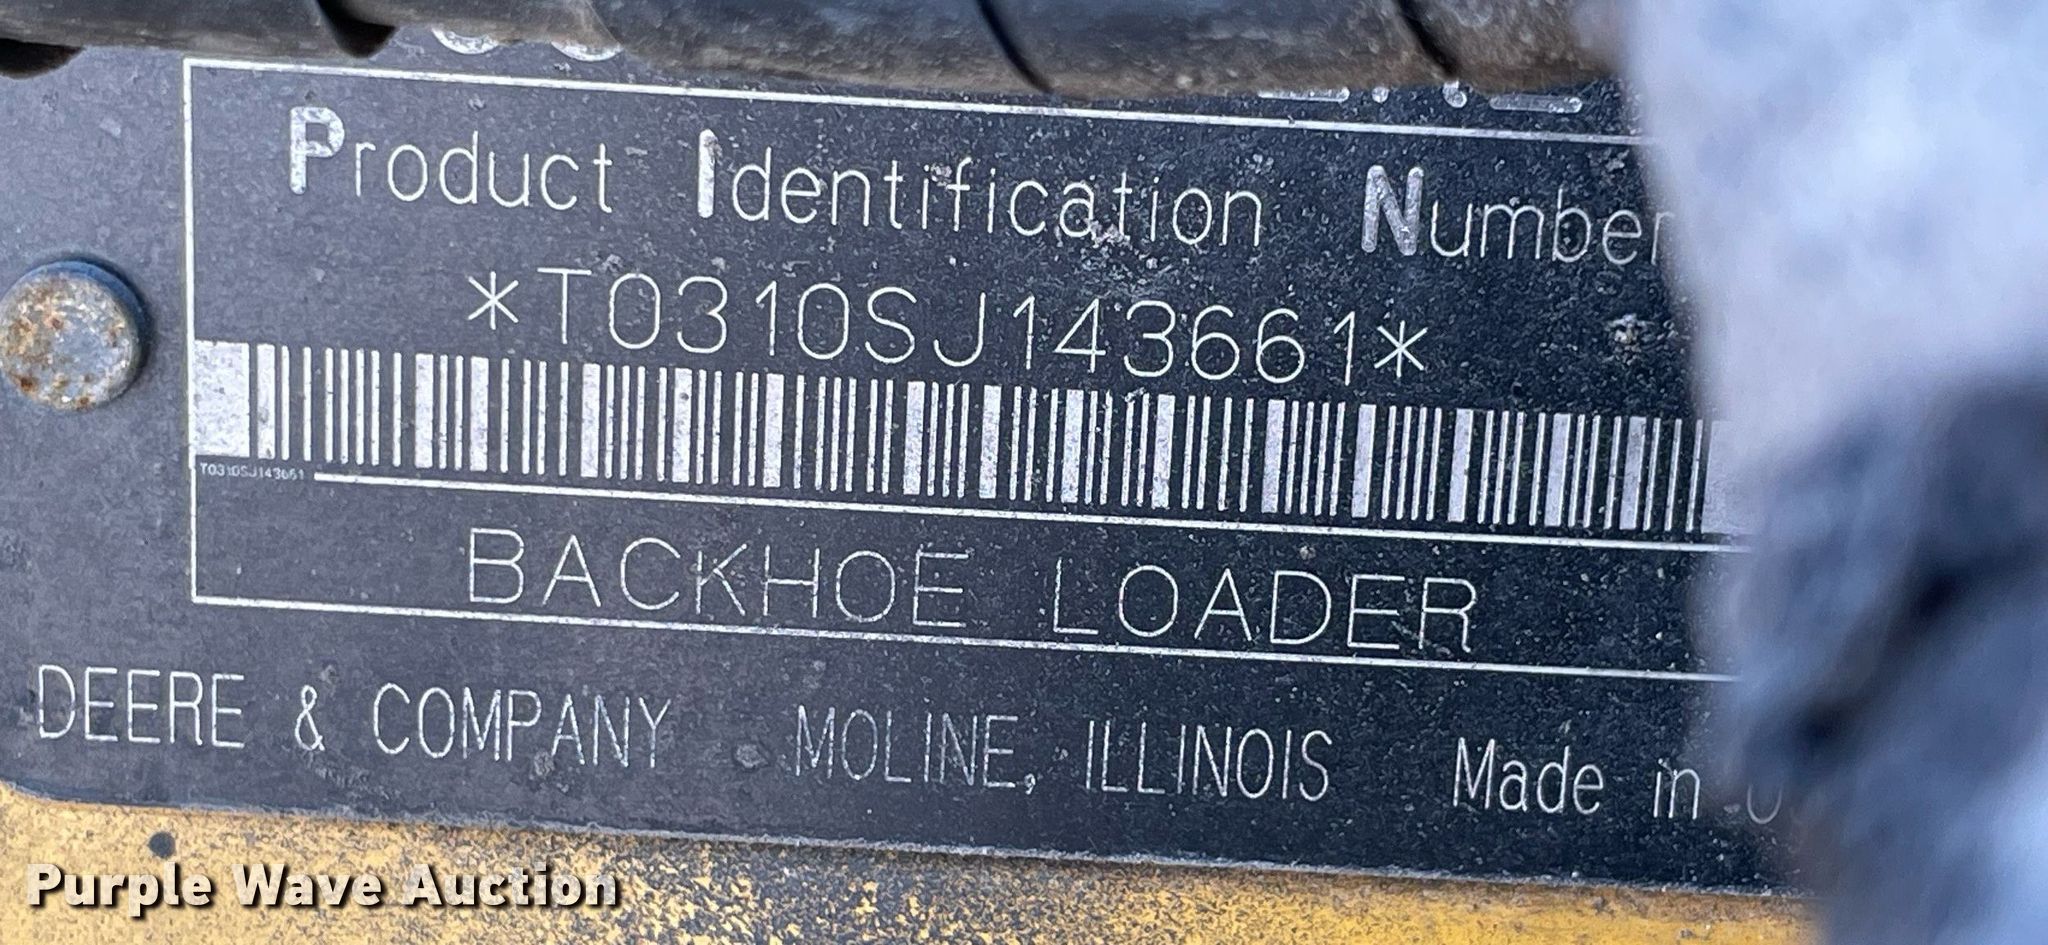 Product Identification Number
*T0310SJ143661*
T0310SJ143661
BACKHOE LOADER
DEERE & COMPANY MOLINE, ILLINOIS Made in
Purple Wave Auction